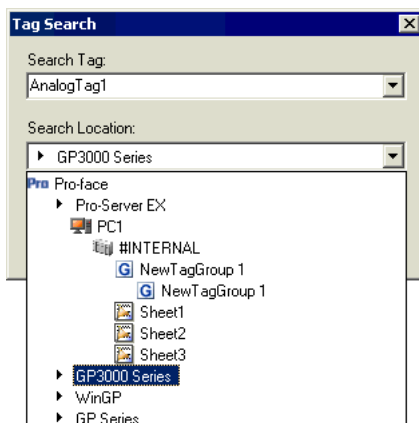 Tag Search
Search Tag:
AnalogTag1
Search Location:
GP3000 Series
Pro Pro-face
Pro-Server EX
PC1
#INTERNAL
G NewTagGroup 1
G NewTagGroup 1
Sheet1
Sheet2
Sheet3
GP3000 Series
WinGP
GP Series